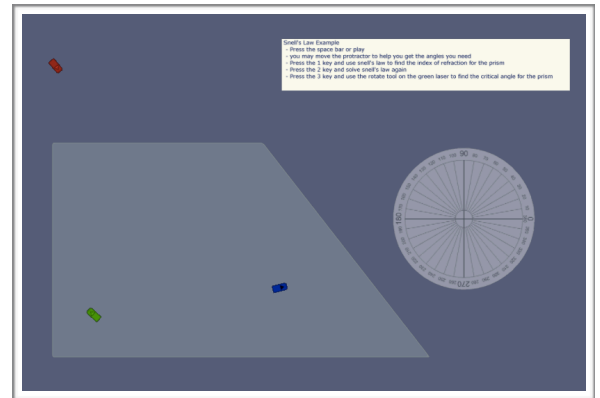 Snell's Law Example
- Press the space bar or play
- you may move the protractor to help you get the angles you need
- Press the 1 key and use snell's law to find the index of refraction for the prism
- Press the 2 key and solve snell's law again
- Press the 3 key and use the rotate tool on the green laser to find the critical angle for the prism
90
180
0
270